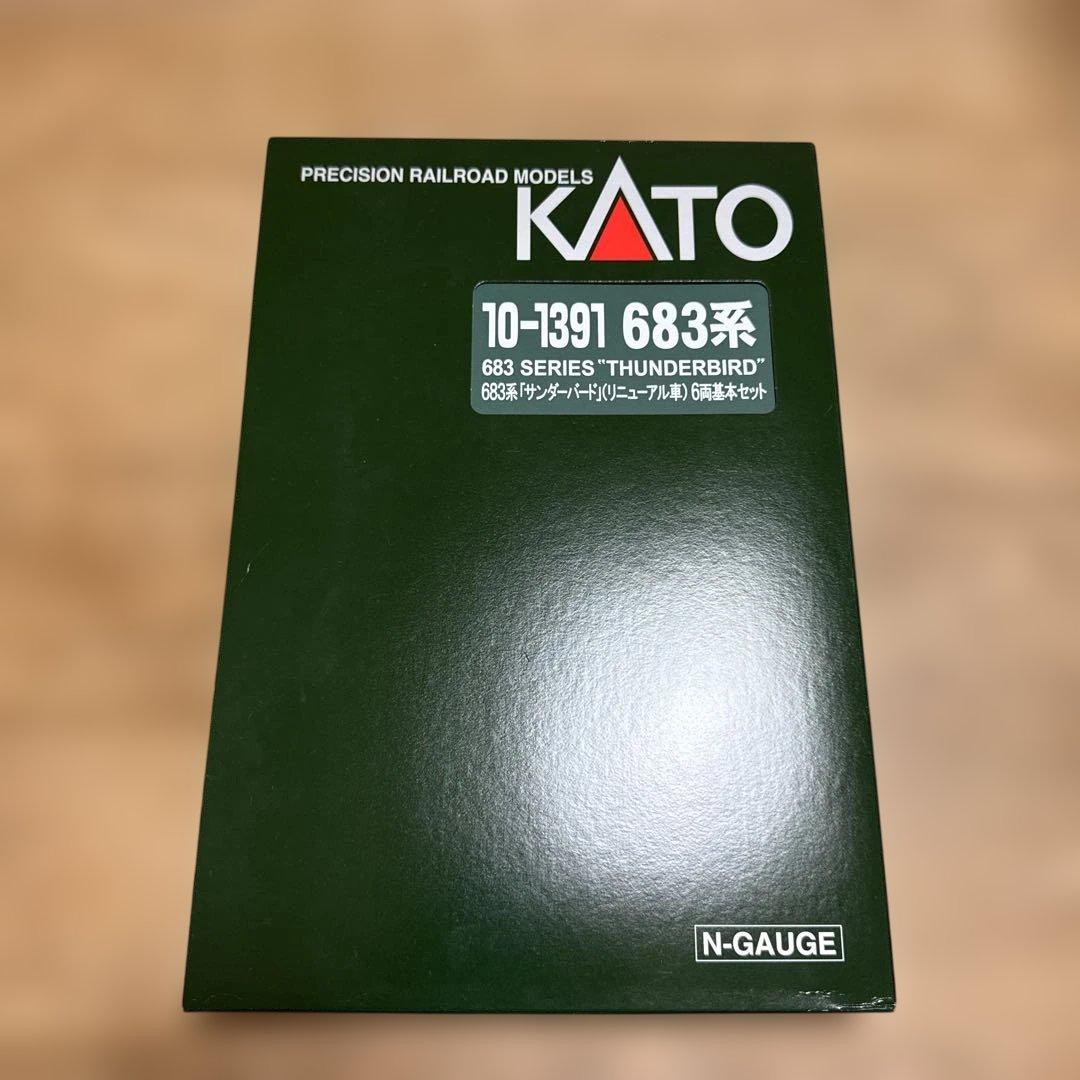 PRECISION RAILROAD MODELS
KATO
10-1391 683系
683 SERIES "THUNDERBIRD"
683系「サンダーバード」(リニューアル車) 6両基本セット
N-GAUGE